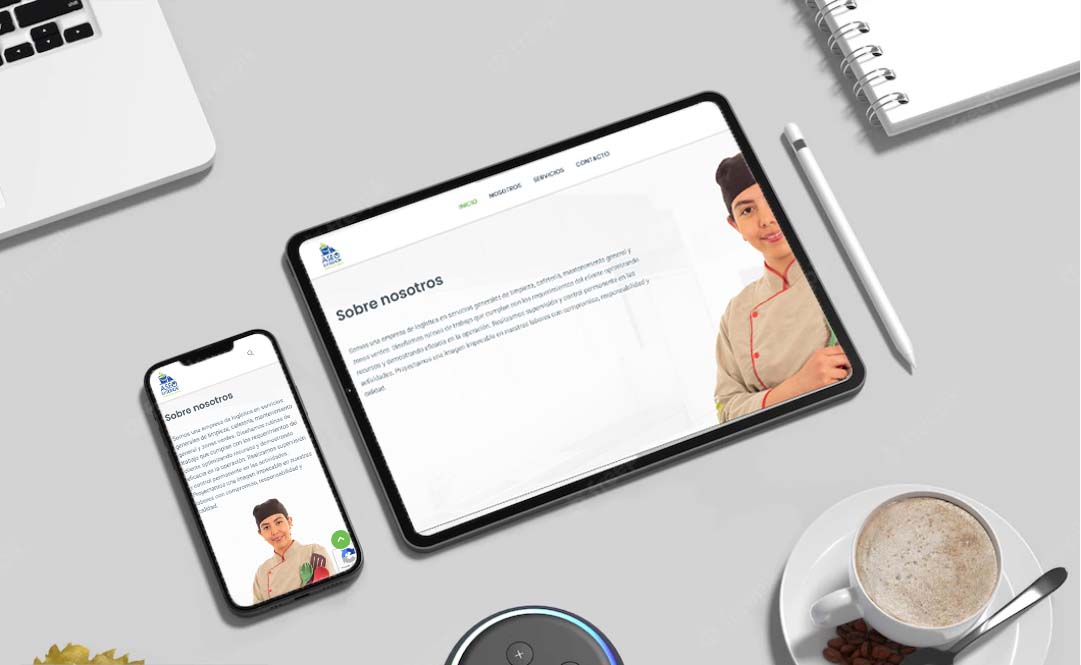 INICIO NOSOTROS SERVICIOS CONTACTO
ASEO
Sobre nosotros
Somos una empresa de logística en servicios generales de limpieza, cafetería, mantenimiento general y
zonas verdes. Diseñamos rutinas de trabajo que cumplan con los requerimientos del cliente optimizando
recursos y demostrando eficacia en la operación. Realizamos supervisión y control permanente en las
actividades. Proyectamos una imagen impecable en nuestras labores con compromiso, responsabilidad y
calidad.
ASEO
Sobre nosotros
Somos una empresa de logística en servicios
generales de limpieza, cafetería, mantenimiento
general y zonas verdes. Diseñamos rutinas de
trabajo que cumplan con los requerimientos del
cliente optimizando recursos y demostrando
eficacia en la operación. Realizamos supervisión
y control permanente en las actividades.
Proyectamos una imagen impecable en nuestras
labores con compromiso, responsabilidad y
calidad.